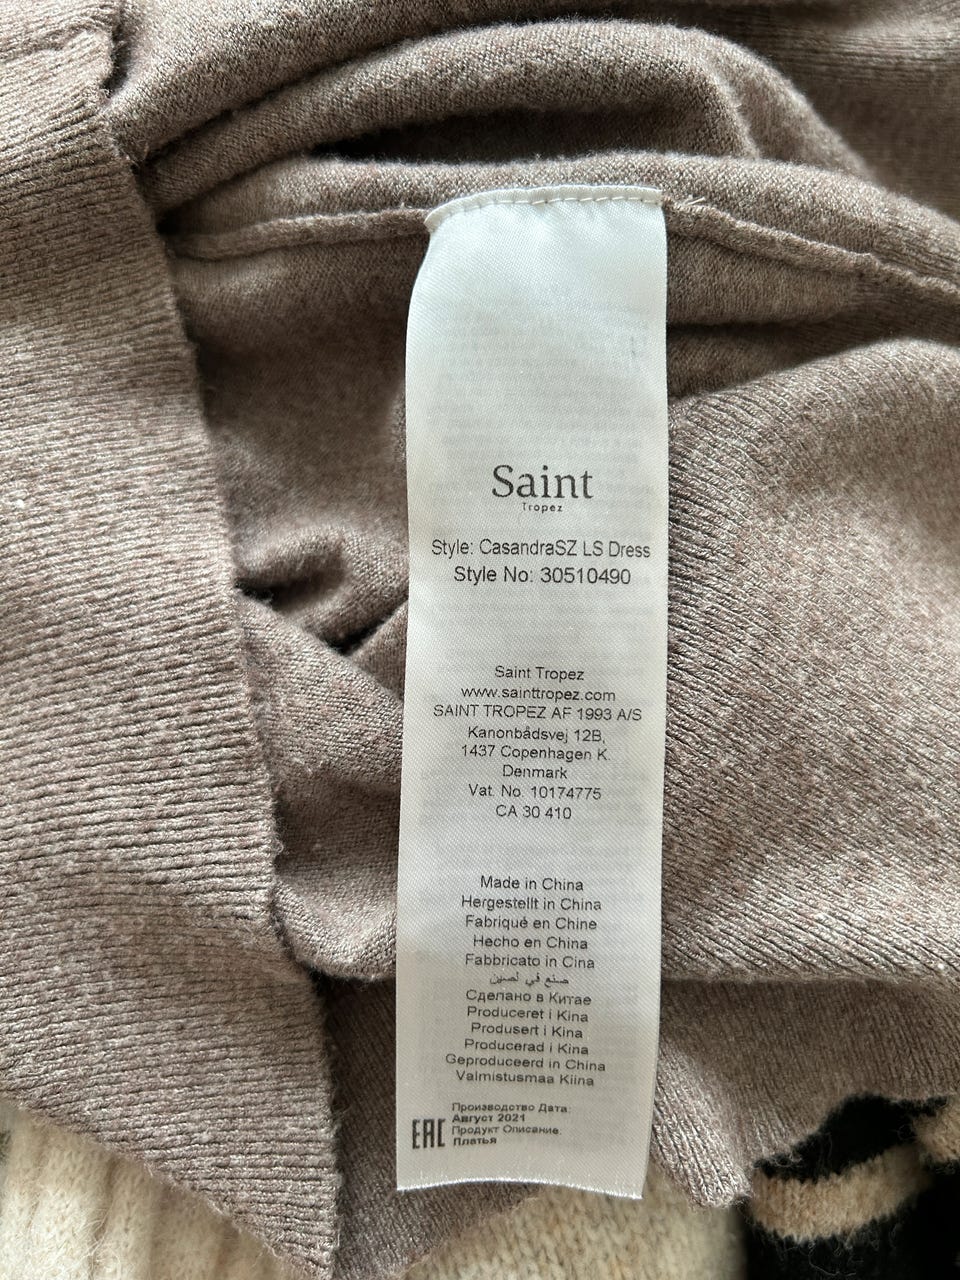 Saint
Tropez
Style: CasandraSZ LS Dress
Style No: 30510490
Saint Tropez
www.sainttropez.com
SAINT TROPEZ AF 1993 A/S
Kanonbådsvej 12B,
1437 Copenhagen K.
Denmark
Vat. No. 10174775
CA 30 410
Made in China
Hergestellt in China
Fabriqué en Chine
Hecho en China
Fabbricato in Cina
صنع في لصين
Сделано в Китае
Produceret i Kina
Produsert i Kina
Producerad i Kina
Geproduceerd in China
Valmistusmaa Kiina
EAC
Производство Дата:
Август 2021
Продукт Описание:
Платья